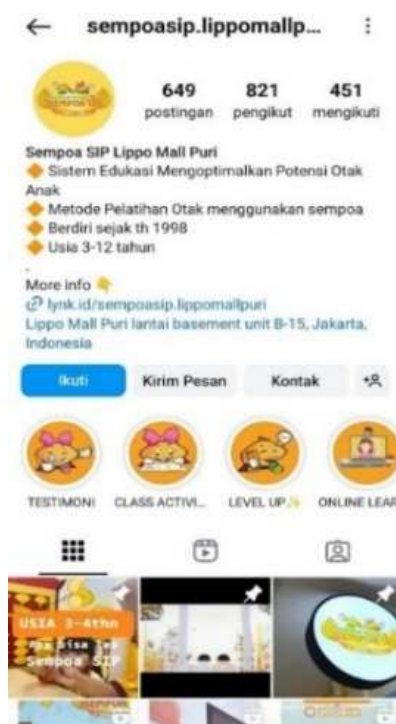 sempoasip.lippomallp...
649
821
451
postingan
pengikut
mengikuti
Sempoa SIP Lippo Mall Puri
🔶 Sistem Edukasi Mengoptimalkan Potensi Otak
Anak
🔶 Metode Pelatihan Otak menggunakan sempoa
🔶 Berdiri sejak th 1998
🔶 Usia 3-12 tahun
.
More info 👇
lynk.id/sempoasip.lippomallpuri
Lippo Mall Puri lantai basement unit B-15, Jakarta,
Indonesia
Ikuti
Kirim Pesan
Kontak
TESTIMONI
CLASS ACTIVI...
LEVEL UP✨
ONLINE LEAR
USIA 3-4thn
Sempoa SIP